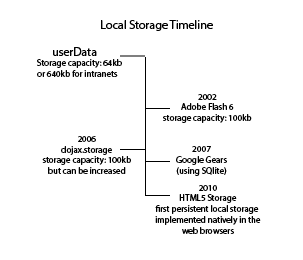 Local Storage Timeline
userData
Storage capacity: 64kb
or 640kb for intranets
2002
Adobe Flash 6
storage capacity: 100kb
2006
dojax.storage
storage capacity: 100kb
but can be increased
2007
Google Gears
(using SQlite)
2010
HTML5 Storage
first persistent local storage
implemented natively in the
web browsers